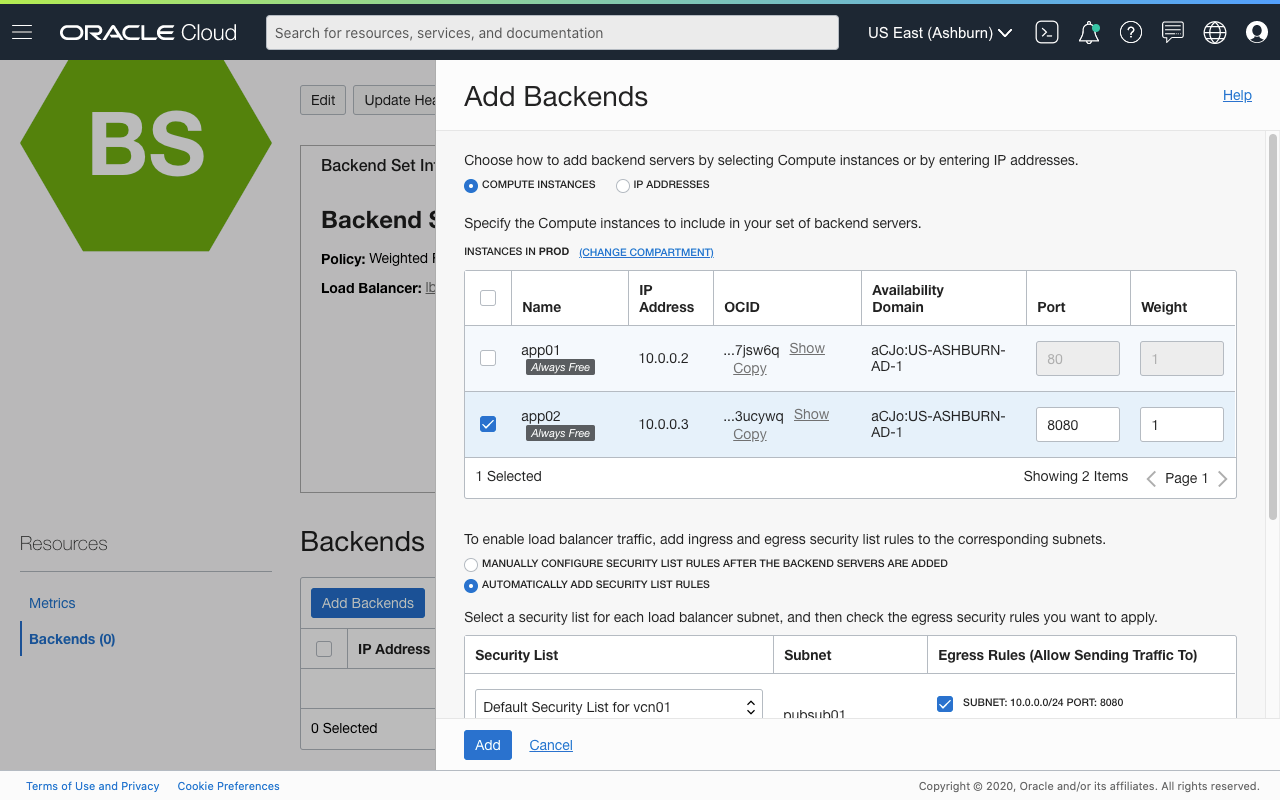 ORACLE Cloud
Search for resources, services, and documentation
US East (Ashburn)
BS
Edit
Update Hea
Backend Set In
Backend S
Policy: Weighted R
Load Balancer: lb
Resources
Metrics
Backends (0)
Backends
Add Backends
IP Address
0 Selected
Add Backends
Help
Choose how to add backend servers by selecting Compute instances or by entering IP addresses.
COMPUTE INSTANCES IP ADDRESSES
Specify the Compute instances to include in your set of backend servers.
INSTANCES IN PROD (CHANGE COMPARTMENT)
Name IP Address OCID Availability Domain Port Weight
app01 Always Free 10.0.0.2 ...7jsw6q Show Copy aCJo:US-ASHBURN-AD-1 80 1
app02 Always Free 10.0.0.3 ...3ucywq Show Copy aCJo:US-ASHBURN-AD-1 8080 1
1 Selected Showing 2 Items Page 1
To enable load balancer traffic, add ingress and egress security list rules to the corresponding subnets.
MANUALLY CONFIGURE SECURITY LIST RULES AFTER THE BACKEND SERVERS ARE ADDED
AUTOMATICALLY ADD SECURITY LIST RULES
Select a security list for each load balancer subnet, and then check the egress security rules you want to apply.
Security List Subnet Egress Rules (Allow Sending Traffic To)
Default Security List for vcn01 pubsub01 SUBNET: 10.0.0.0/24 PORT: 8080
Add Cancel
Terms of Use and Privacy Cookie Preferences
Copyright © 2020, Oracle and/or its affiliates. All rights reserved.